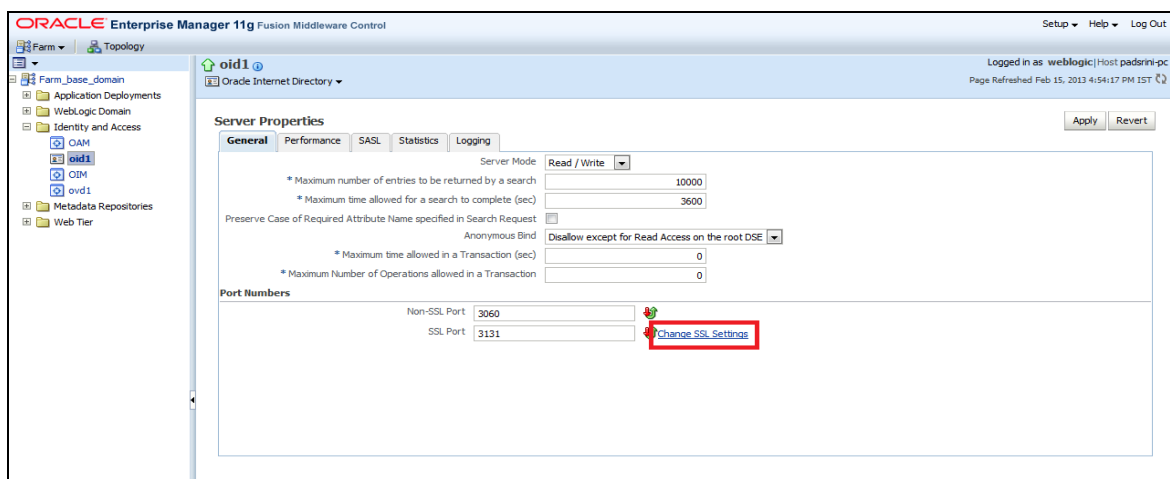 ORACLE Enterprise Manager 11g Fusion Middleware Control
Setup Help Log Out
Farm Topology
oid1
Logged in as weblogic|Host padsrini-pc
Oracle Internet Directory
Page Refreshed Feb 15, 2013 4:54:17 PM IST
Farm_base_domain
Application Deployments
WebLogic Domain
Identity and Access
OAM
oid1
OIM
ovd1
Metadata Repositories
Web Tier
Server Properties
Apply Revert
General Performance SASL Statistics Logging
Server Mode Read / Write
* Maximum number of entries to be returned by a search 10000
* Maximum time allowed for a search to complete (sec) 3600
Preserve Case of Required Attribute Name specified in Search Request
Anonymous Bind Disallow except for Read Access on the root DSE
* Maximum time allowed in a Transaction (sec) 0
* Maximum Number of Operations allowed in a Transaction 0
Port Numbers
Non-SSL Port 3060
SSL Port 3131 Change SSL Settings